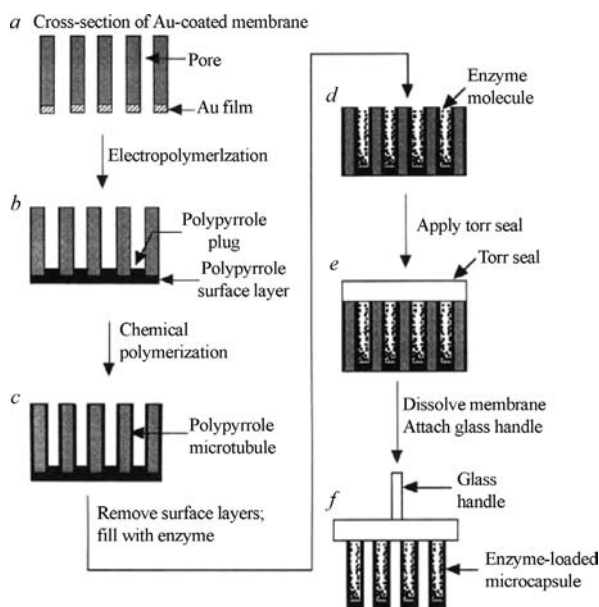 a Cross-section of Au-coated membrane
Pore
Au film
ElectropolymerIzation
b
Polypyrrole
plug
Polypyrrole
surface layer
Chemical
polymerization
c
Polypyrrole
microtubule
Remove surface layers;
fill with enzyme
d
Enzyme
molecule
Apply torr seal
e
Torr seal
Dissolve membrane
Attach glass handle
f
Glass
handle
Enzyme-loaded
microcapsule